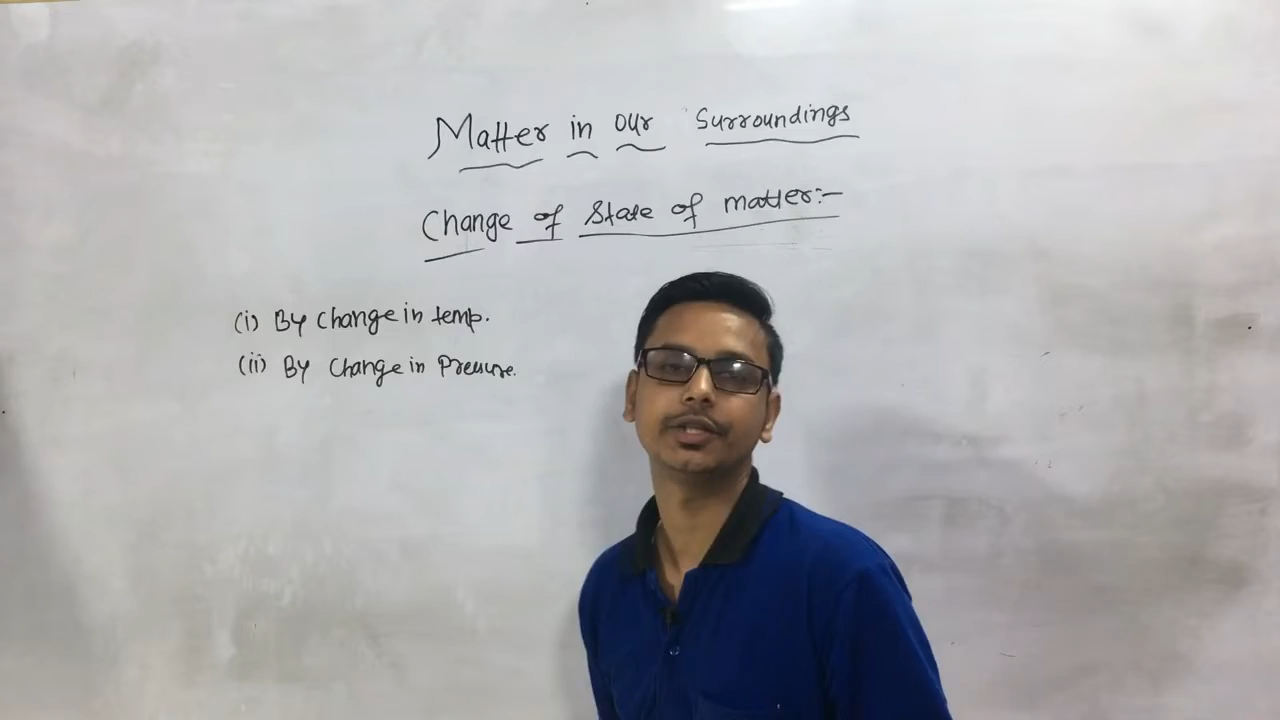 Matter in our Surroundings
Change of State of matter:-
(i) By Change in temp.
(ii) By Change in Pressure.